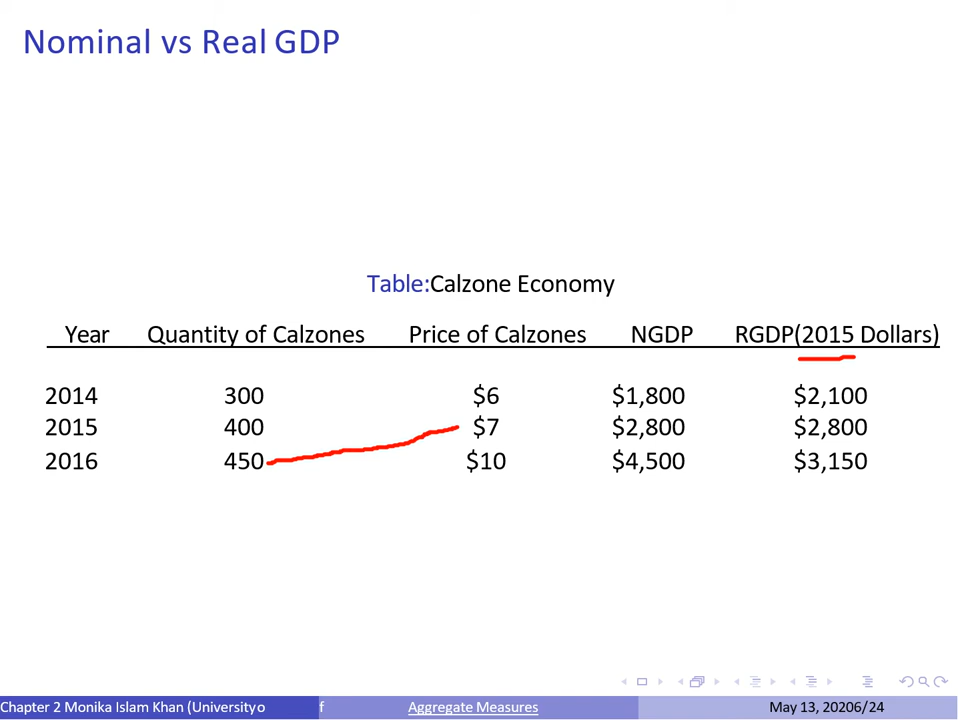 Nominal vs Real GDP
Table:Calzone Economy
Year Quantity of Calzones Price of Calzones NGDP RGDP(2015 Dollars)
2014 300 $6 $1,800 $2,100
2015 400 $7 $2,800 $2,800
2016 450 $10 $4,500 $3,150
Chapter 2 Monika Islam Khan (Universityo f Aggregate Measures May 13, 20206/24